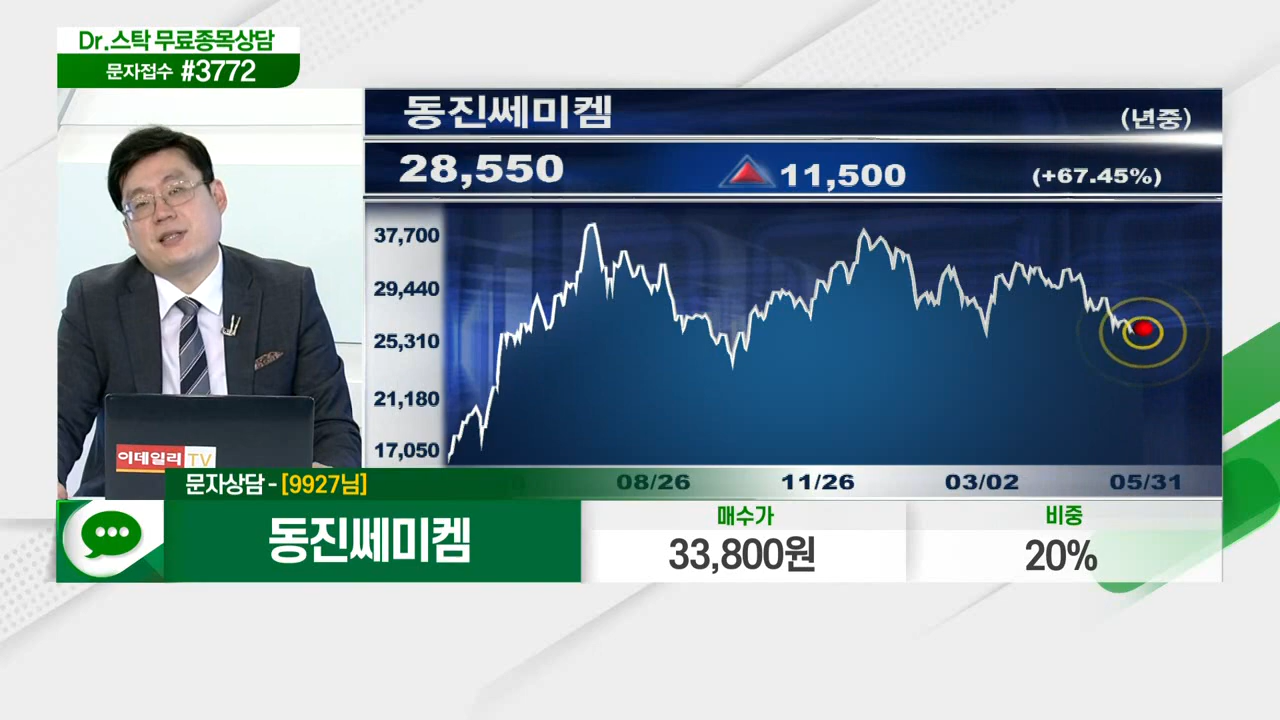 Dr.스탁 무료종목상담
문자접수 #3772
동진쎄미켐 (년중)
28,550 ▲ 11,500 (+67.45%)
37,700
29,440
25,310
21,180
17,050
08/26 11/26 03/02 05/31
이데일리 TV
문자상담 - [9927님]
동진쎄미켐
매수가
33,800원
비중
20%